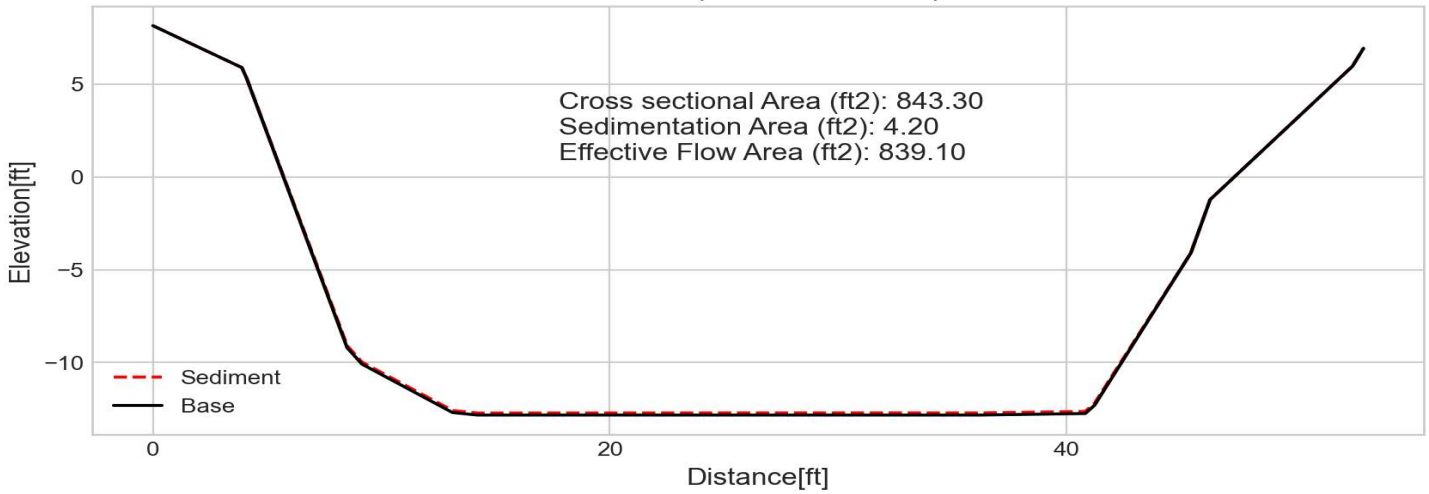 5
0
−5
−10
Elevation[ft]
Cross sectional Area (ft2): 843.30
Sedimentation Area (ft2): 4.20
Effective Flow Area (ft2): 839.10
Sediment
Base
0
20
40
Distance[ft]